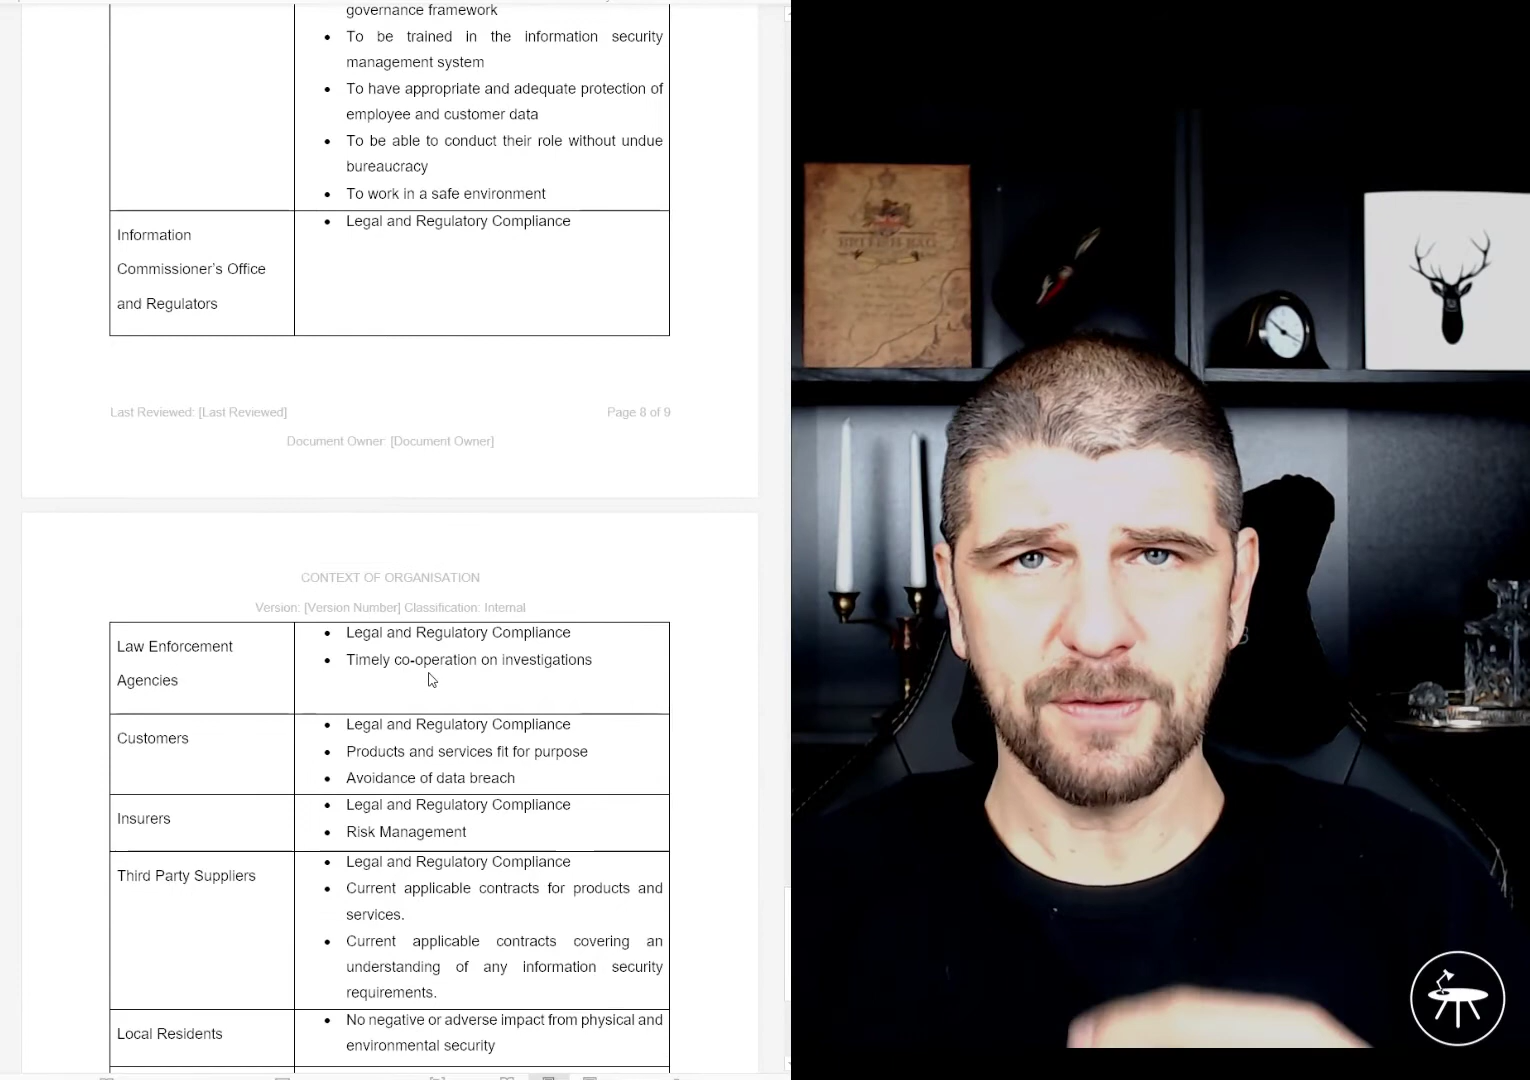 governance framework
• To be trained in the information security
management system
• To have appropriate and adequate protection of
employee and customer data
• To be able to conduct their role without undue
bureaucracy
• To work in a safe environment
Information
Commissioner's Office
and Regulators
• Legal and Regulatory Compliance
Last Reviewed: [Last Reviewed]
Page 8 of 9
Document Owner: [Document Owner]
CONTEXT OF ORGANISATION
Version: [Version Number] Classification: Internal
Law Enforcement
Agencies
• Legal and Regulatory Compliance
• Timely co-operation on investigations
Customers
• Legal and Regulatory Compliance
• Products and services fit for purpose
• Avoidance of data breach
Insurers
• Legal and Regulatory Compliance
• Risk Management
Third Party Suppliers
• Legal and Regulatory Compliance
• Current applicable contracts for products and
services.
• Current applicable contracts covering an
understanding of any information security
requirements.
Local Residents
• No negative or adverse impact from physical and
environmental security